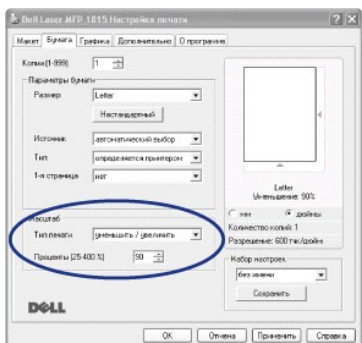 Dell Laser MFP 1815 Настройка печати
Макет Бумага Графика Дополнительно О программе
Копии (1-999) 1
Параметры бумаги
Размер Letter
Нестандартный
Источник автоматический выбор
Тип определяется принтером
1-я страница нет
Letter
Уменьшение: 90%
мм дюймы
Количество копий: 1
Разрешение: 600 тчк./дюйм
Масштаб
Тип печати уменьшить / увеличить
Проценты [25-400 %] 90
Набор настроек
без имени
Сохранить
DELL
OK Отмена Применить Справка